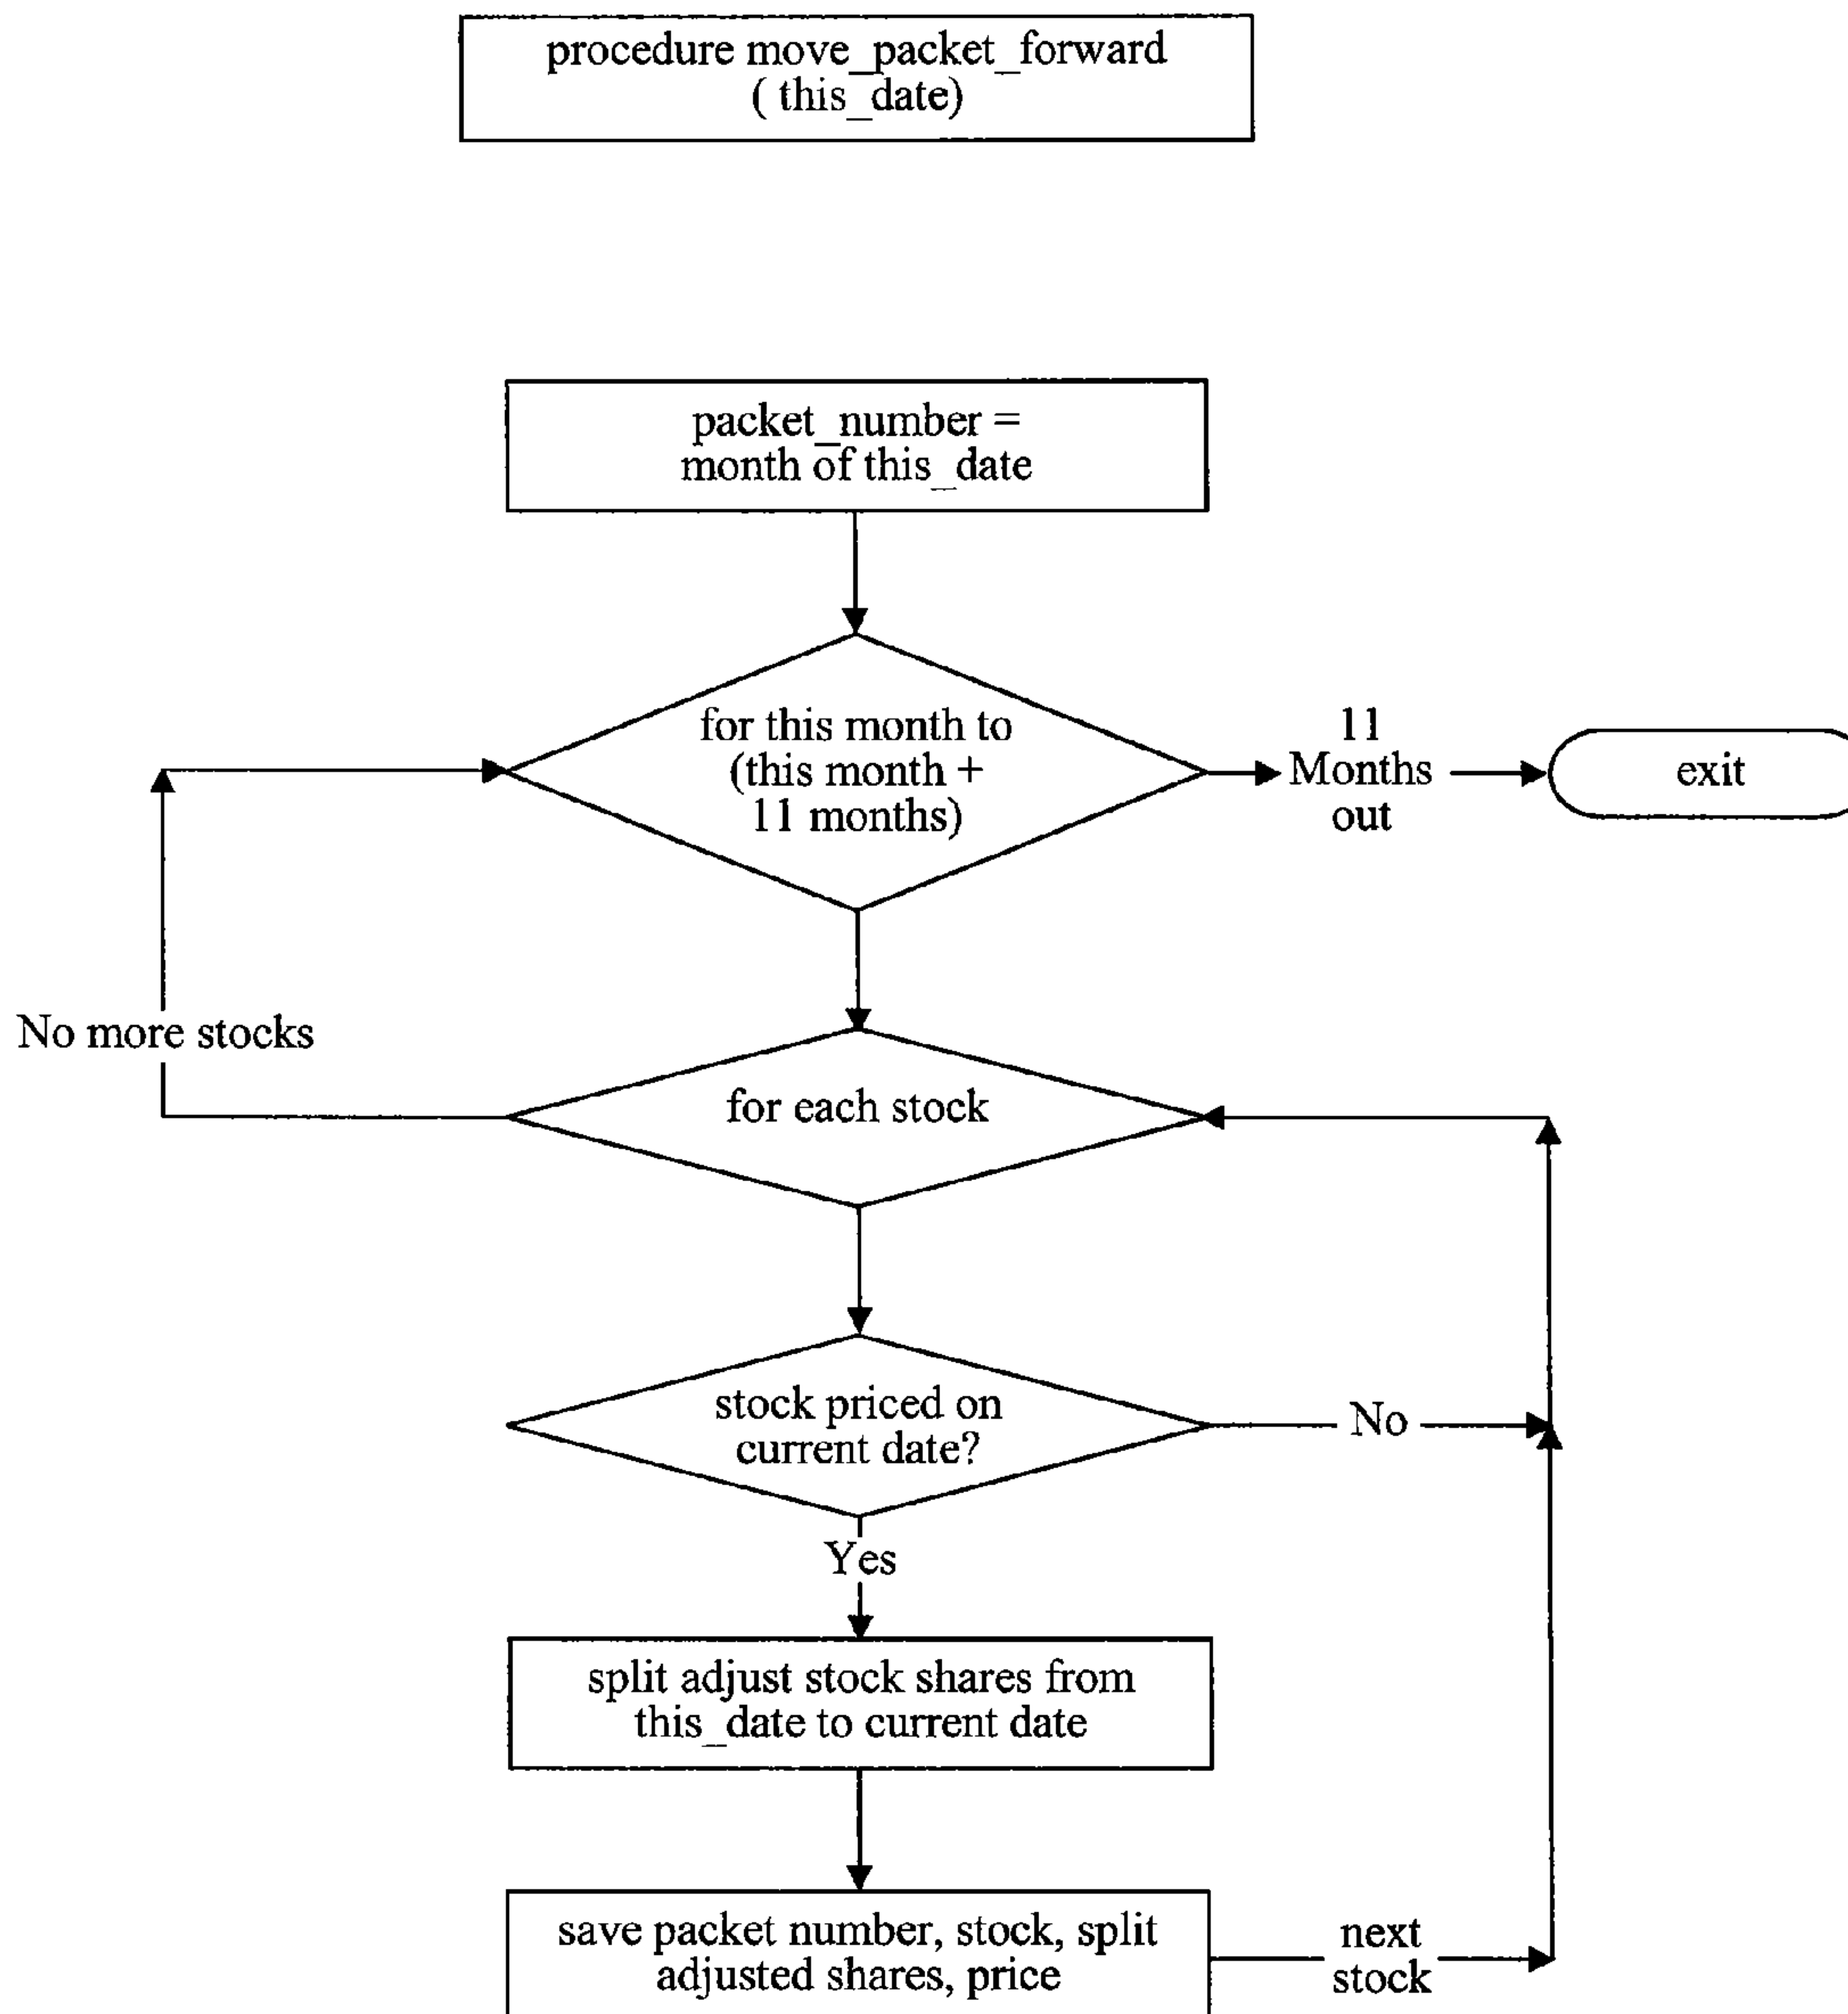 procedure move_packet_forward
( this_date)
packet_number =
month of this_date
for this month to
(this month +
11 months)
11
Months
out
exit
No more stocks
for each stock
stock priced on
current date?
No
Yes
split adjust stock shares from
this_date to current date
save packet number, stock, split
adjusted shares, price
next
stock